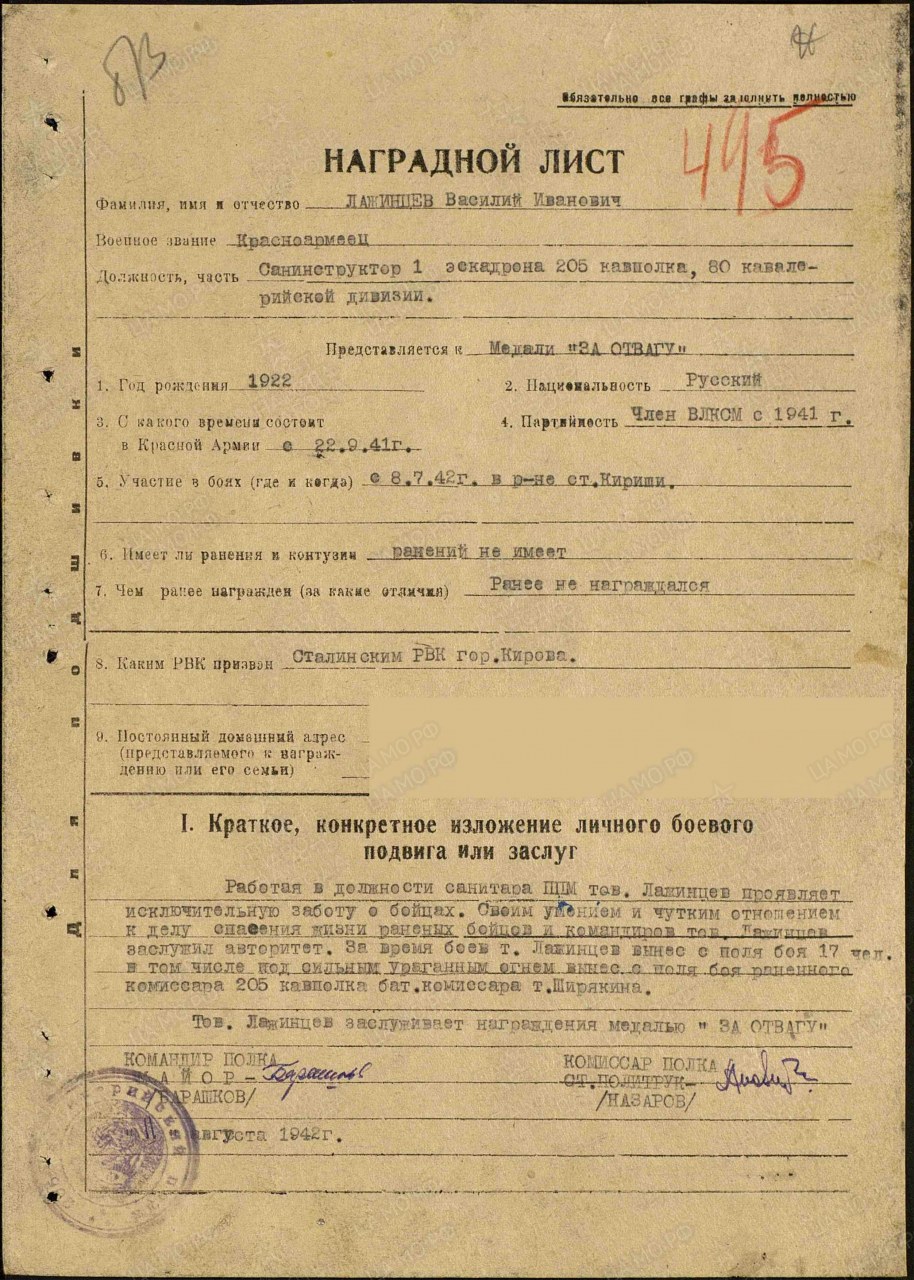 Обязательно все графы заполнить полностью
495
НАГРАДНОЙ ЛИСТ
Фамилия, имя и отчество ЛАЖИНЦЕВ Василий Иванович
Военное звание Красноармеец
Должность, часть Санинструктор 1 эскадрона 205 кавполка, 80 кавале-
рийской дивизии.
Представляется к Медали "ЗА ОТВАГУ"
1. Год рождения 1922 2. Национальность Русский
3. С какого времени состоит
в Красной Армии с 22.9.41г. 4. Партийность Член ВЛКСМ с 1941 г.
5. Участие в боях (где и когда) с 8.7.42г. в р-не ст.Кириши.
6. Имеет ли ранения и контузии ранений не имеет
7. Чем ранее награжден (за какие отличия) Ранее не награждался
8. Каким РВК призван Сталинским РВК гор.Кирова.
9. Постоянный домашний адрес
(представляемого к награж-
дению или его семьи)
Для подшивки
I. Краткое, конкретное изложение личного боевого
подвига или заслуг
Работая в должности санитара ППМ тов. Лажинцев проявляет
исключительную заботу о бойцах. Своим умением и чутким отношением
к делу спасения жизни раненых бойцов и командиров тов. Лажинцев
заслужил авторитет. За время боев т. Лажинцев вынес с поля боя 17 чел.
в том числе под сильным ураганным огнем вынес с поля боя раненного
комиссара 205 кавполка бат.комиссара т.Ширякина.
Тов. Лажинцев заслуживает награждения медалью " ЗА ОТВАГУ"
КОМАНДИР ПОЛКА КОМИССАР ПОЛКА
МАЙОР - СТ.ПОЛИТРУК-
/БАРАШКОВ/ /НАЗАРОВ/
"11" августа 1942г.